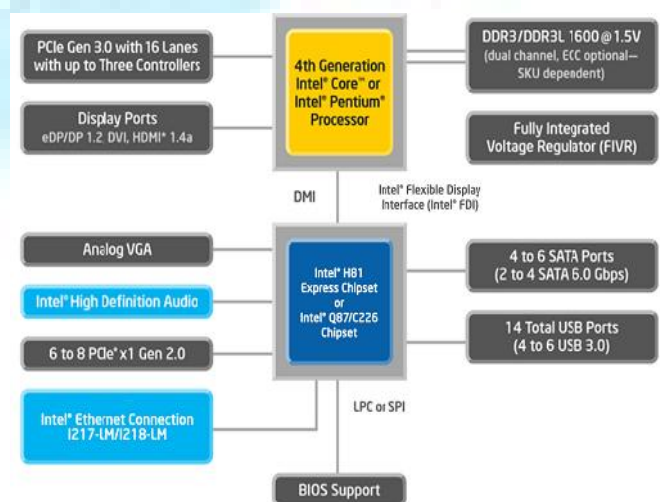 PCIe Gen 3.0 with 16 Lanes
with up to Three Controllers
Display Ports
eDP/DP 1.2, DVI, HDMI* 1.4a
4th Generation
Intel® Core™ or
Intel® Pentium®
Processor
DDR3/DDR3L 1600 @ 1.5V
(dual channel, ECC optional—
SKU dependent)
Fully Integrated
Voltage Regulator (FIVR)
DMI
Intel® Flexible Display
Interface (Intel® FDI)
Analog VGA
Intel® High Definition Audio
6 to 8 PCIe* x1 Gen 2.0
Intel® Ethernet Connection
I217-LM/I218-LM
Intel® H81
Express Chipset
or
Intel® Q87/C226
Chipset
4 to 6 SATA Ports
(2 to 4 SATA 6.0 Gbps)
14 Total USB Ports
(4 to 6 USB 3.0)
LPC or SPI
BIOS Support